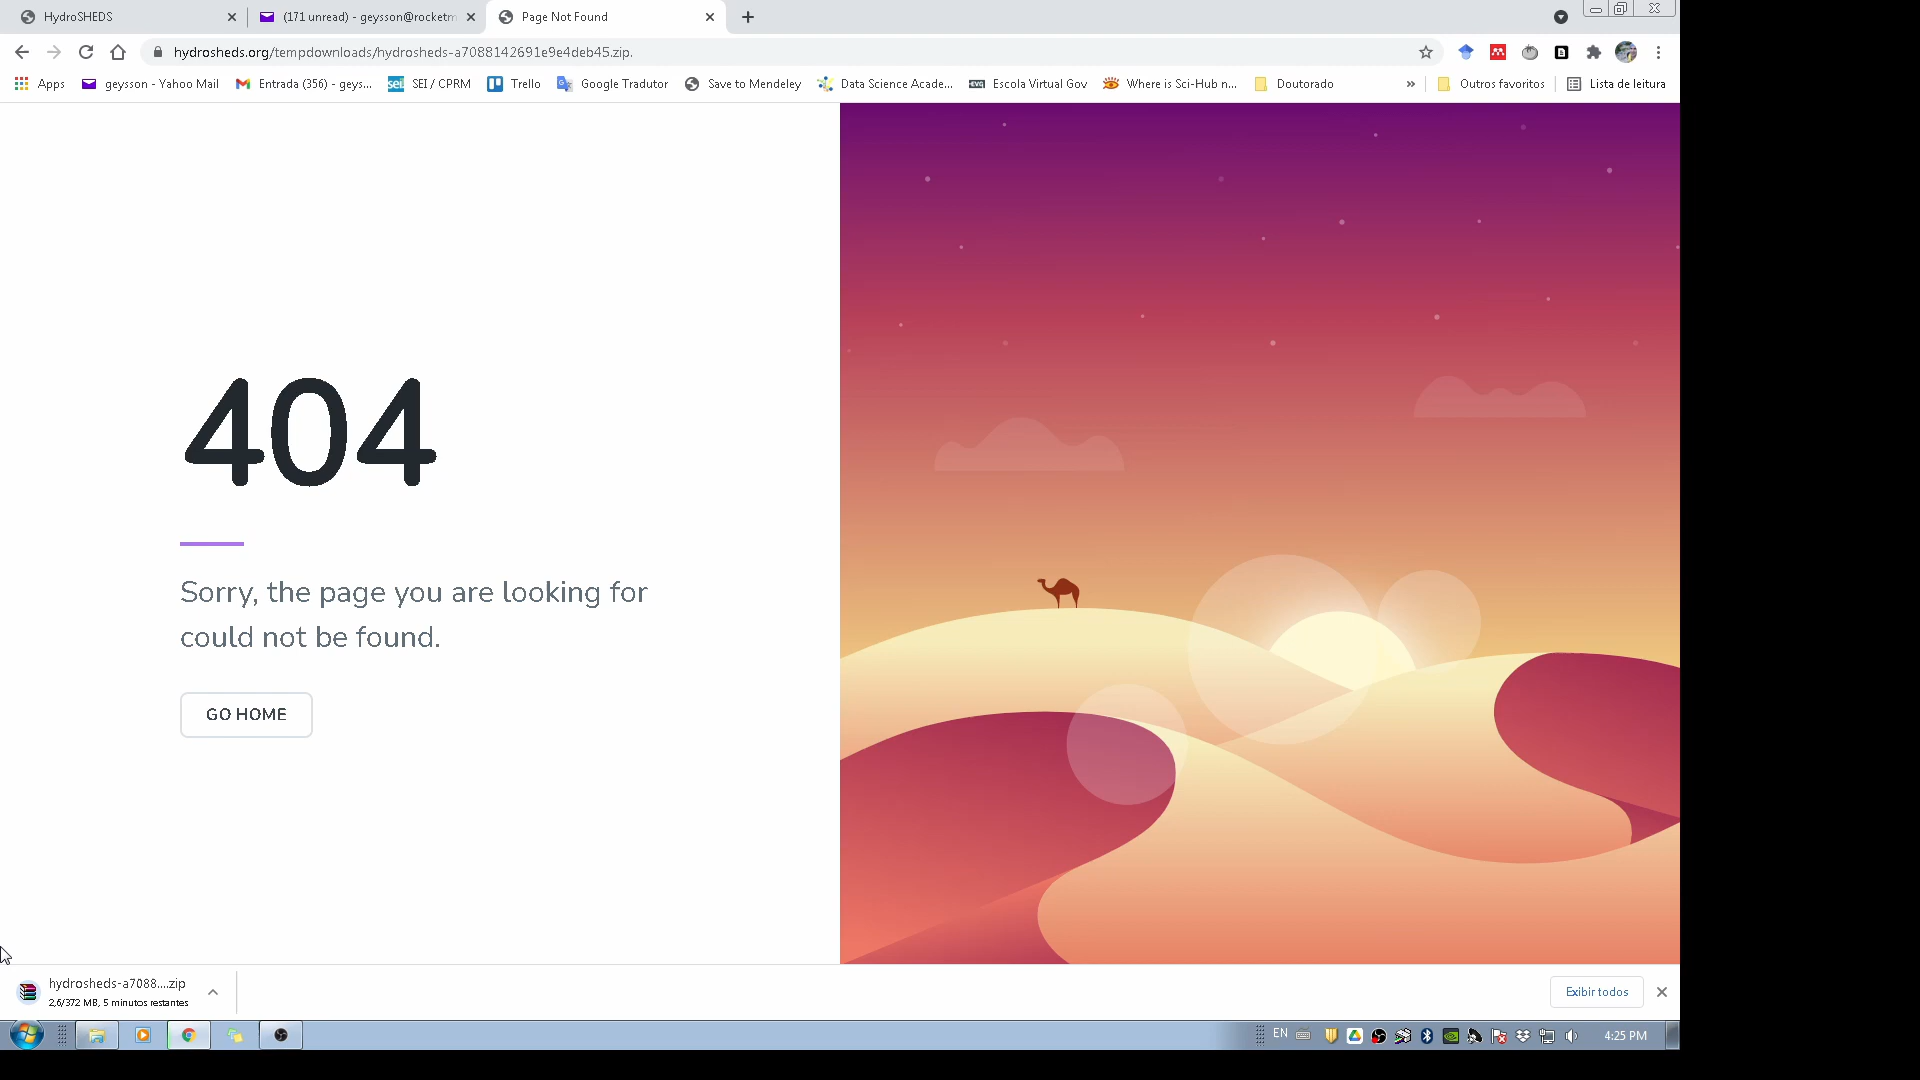 HydroSHEDS
(171 unread) - geysson@rocketm
Page Not Found
hydrosheds.org/tempdownloads/hydrosheds-a7088142691e9e4deb45.zip.
Apps
geysson - Yahoo Mail
Entrada (356) - geys...
sei
SEI / CPRM
Trello
Google Tradutor
Save to Mendeley
Data Science Acade...
Escola Virtual Gov
Where is Sci-Hub n...
Doutorado
»
Outros favoritos
Lista de leitura
404
Sorry, the page you are looking for
could not be found.
GO HOME
hydrosheds-a7088....zip
2,6/372 MB, 5 minutos restantes
Exibir todos
EN
4:25 PM